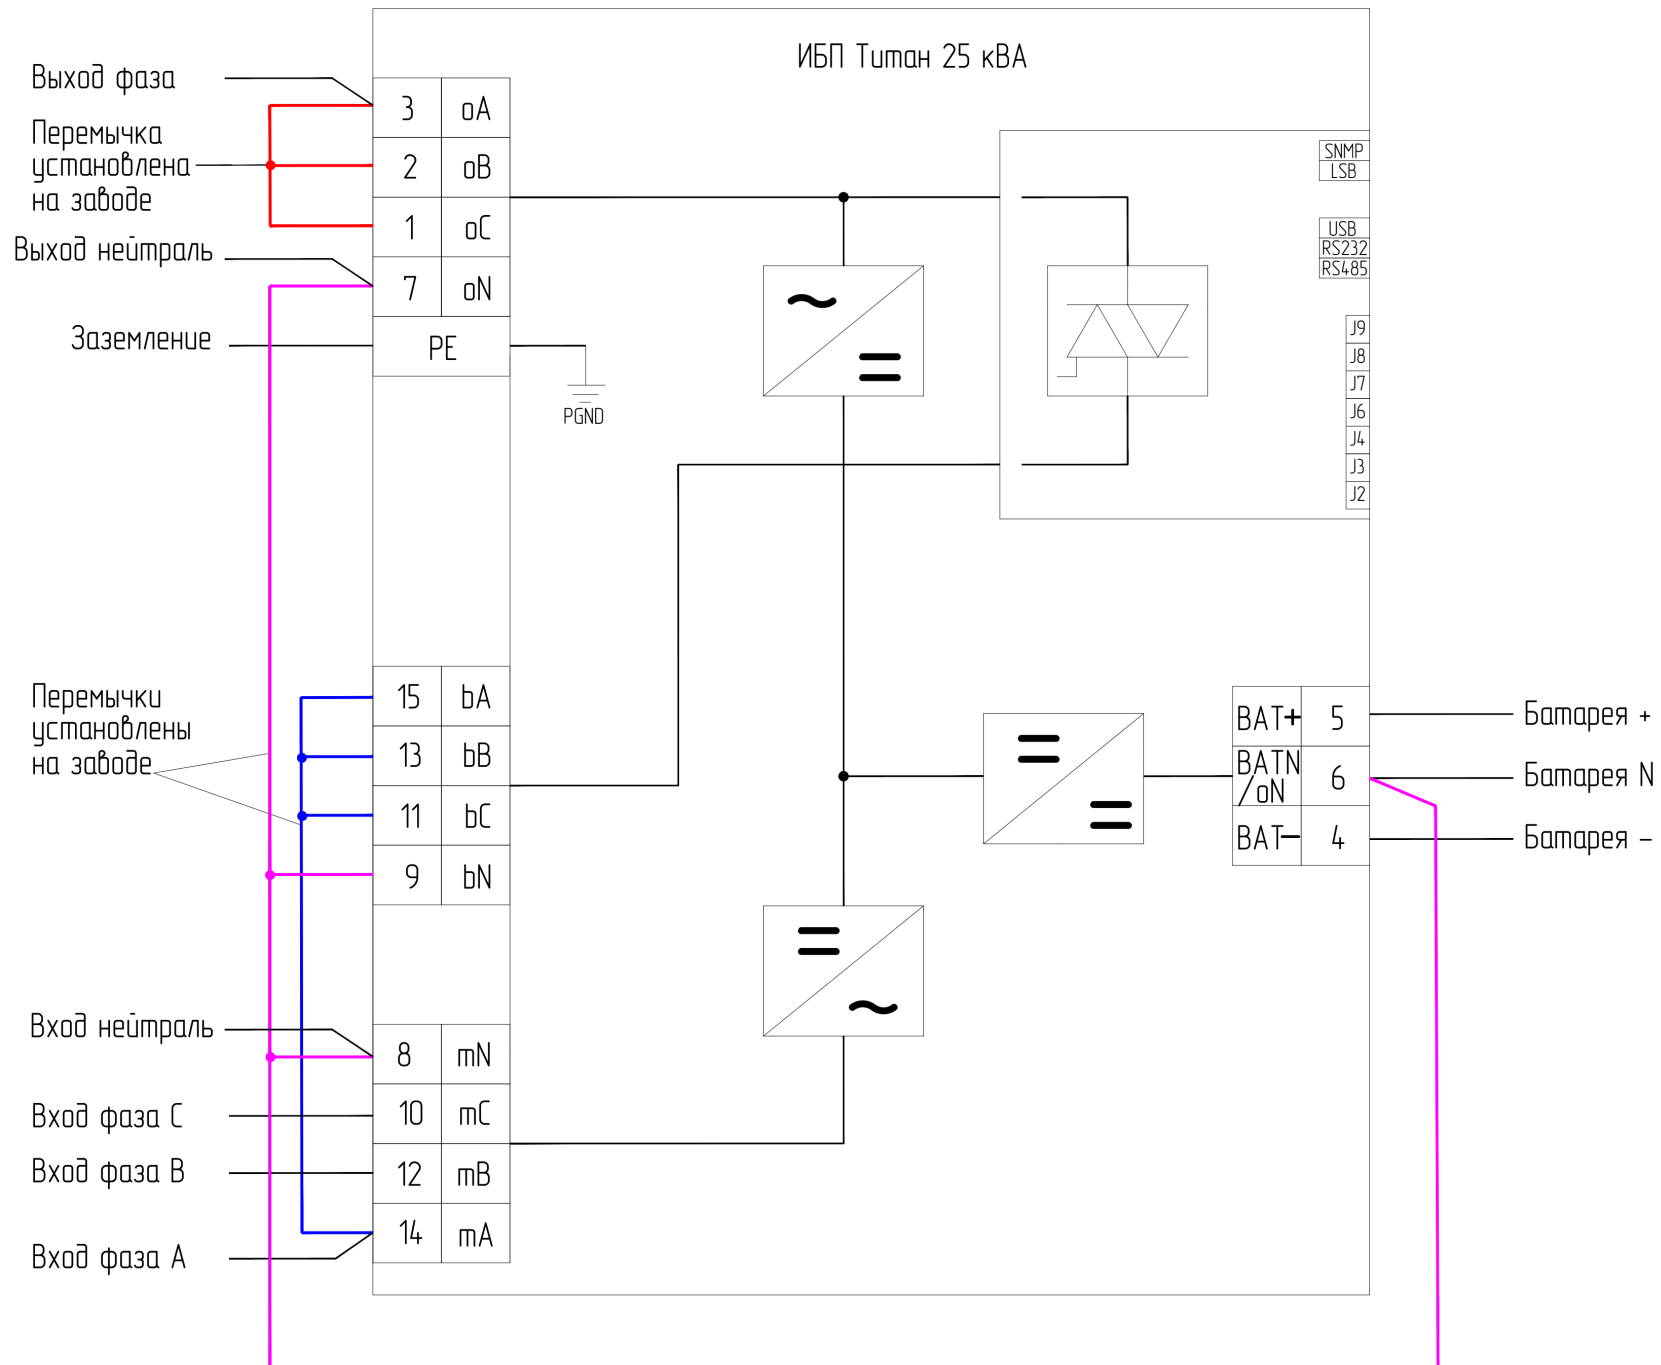 ИБП Титан 25 кВА
Выход фаза
Перемычка
установлена
на заводе
Выход нейтраль
Заземление
3 oA
2 oB
1 oC
7 oN
PE
PGND
SNMP
LSB
USB
RS232
RS485
J9
J8
J7
J6
J4
J3
J2
Перемычки
установлены
на заводе
15 bA
13 bB
11 bC
9 bN
BAT+ 5
BATN
/oN 6
BAT- 4
Батарея +
Батарея N
Батарея -
Вход нейтраль
Вход фаза C
Вход фаза B
Вход фаза A
8 mN
10 mC
12 mB
14 mA